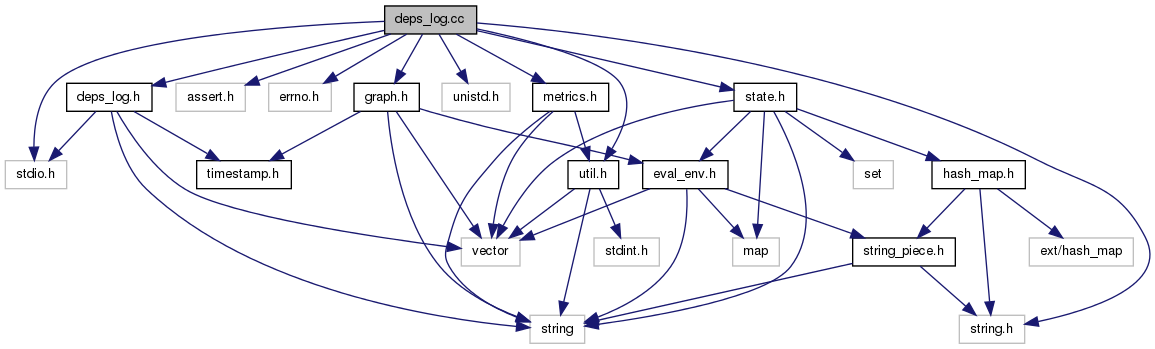 deps_log.cc
deps_log.h
assert.h
errno.h
graph.h
unistd.h
metrics.h
state.h
stdio.h
timestamp.h
util.h
eval_env.h
set
hash_map.h
vector
stdint.h
map
string_piece.h
ext/hash_map
string
string.h